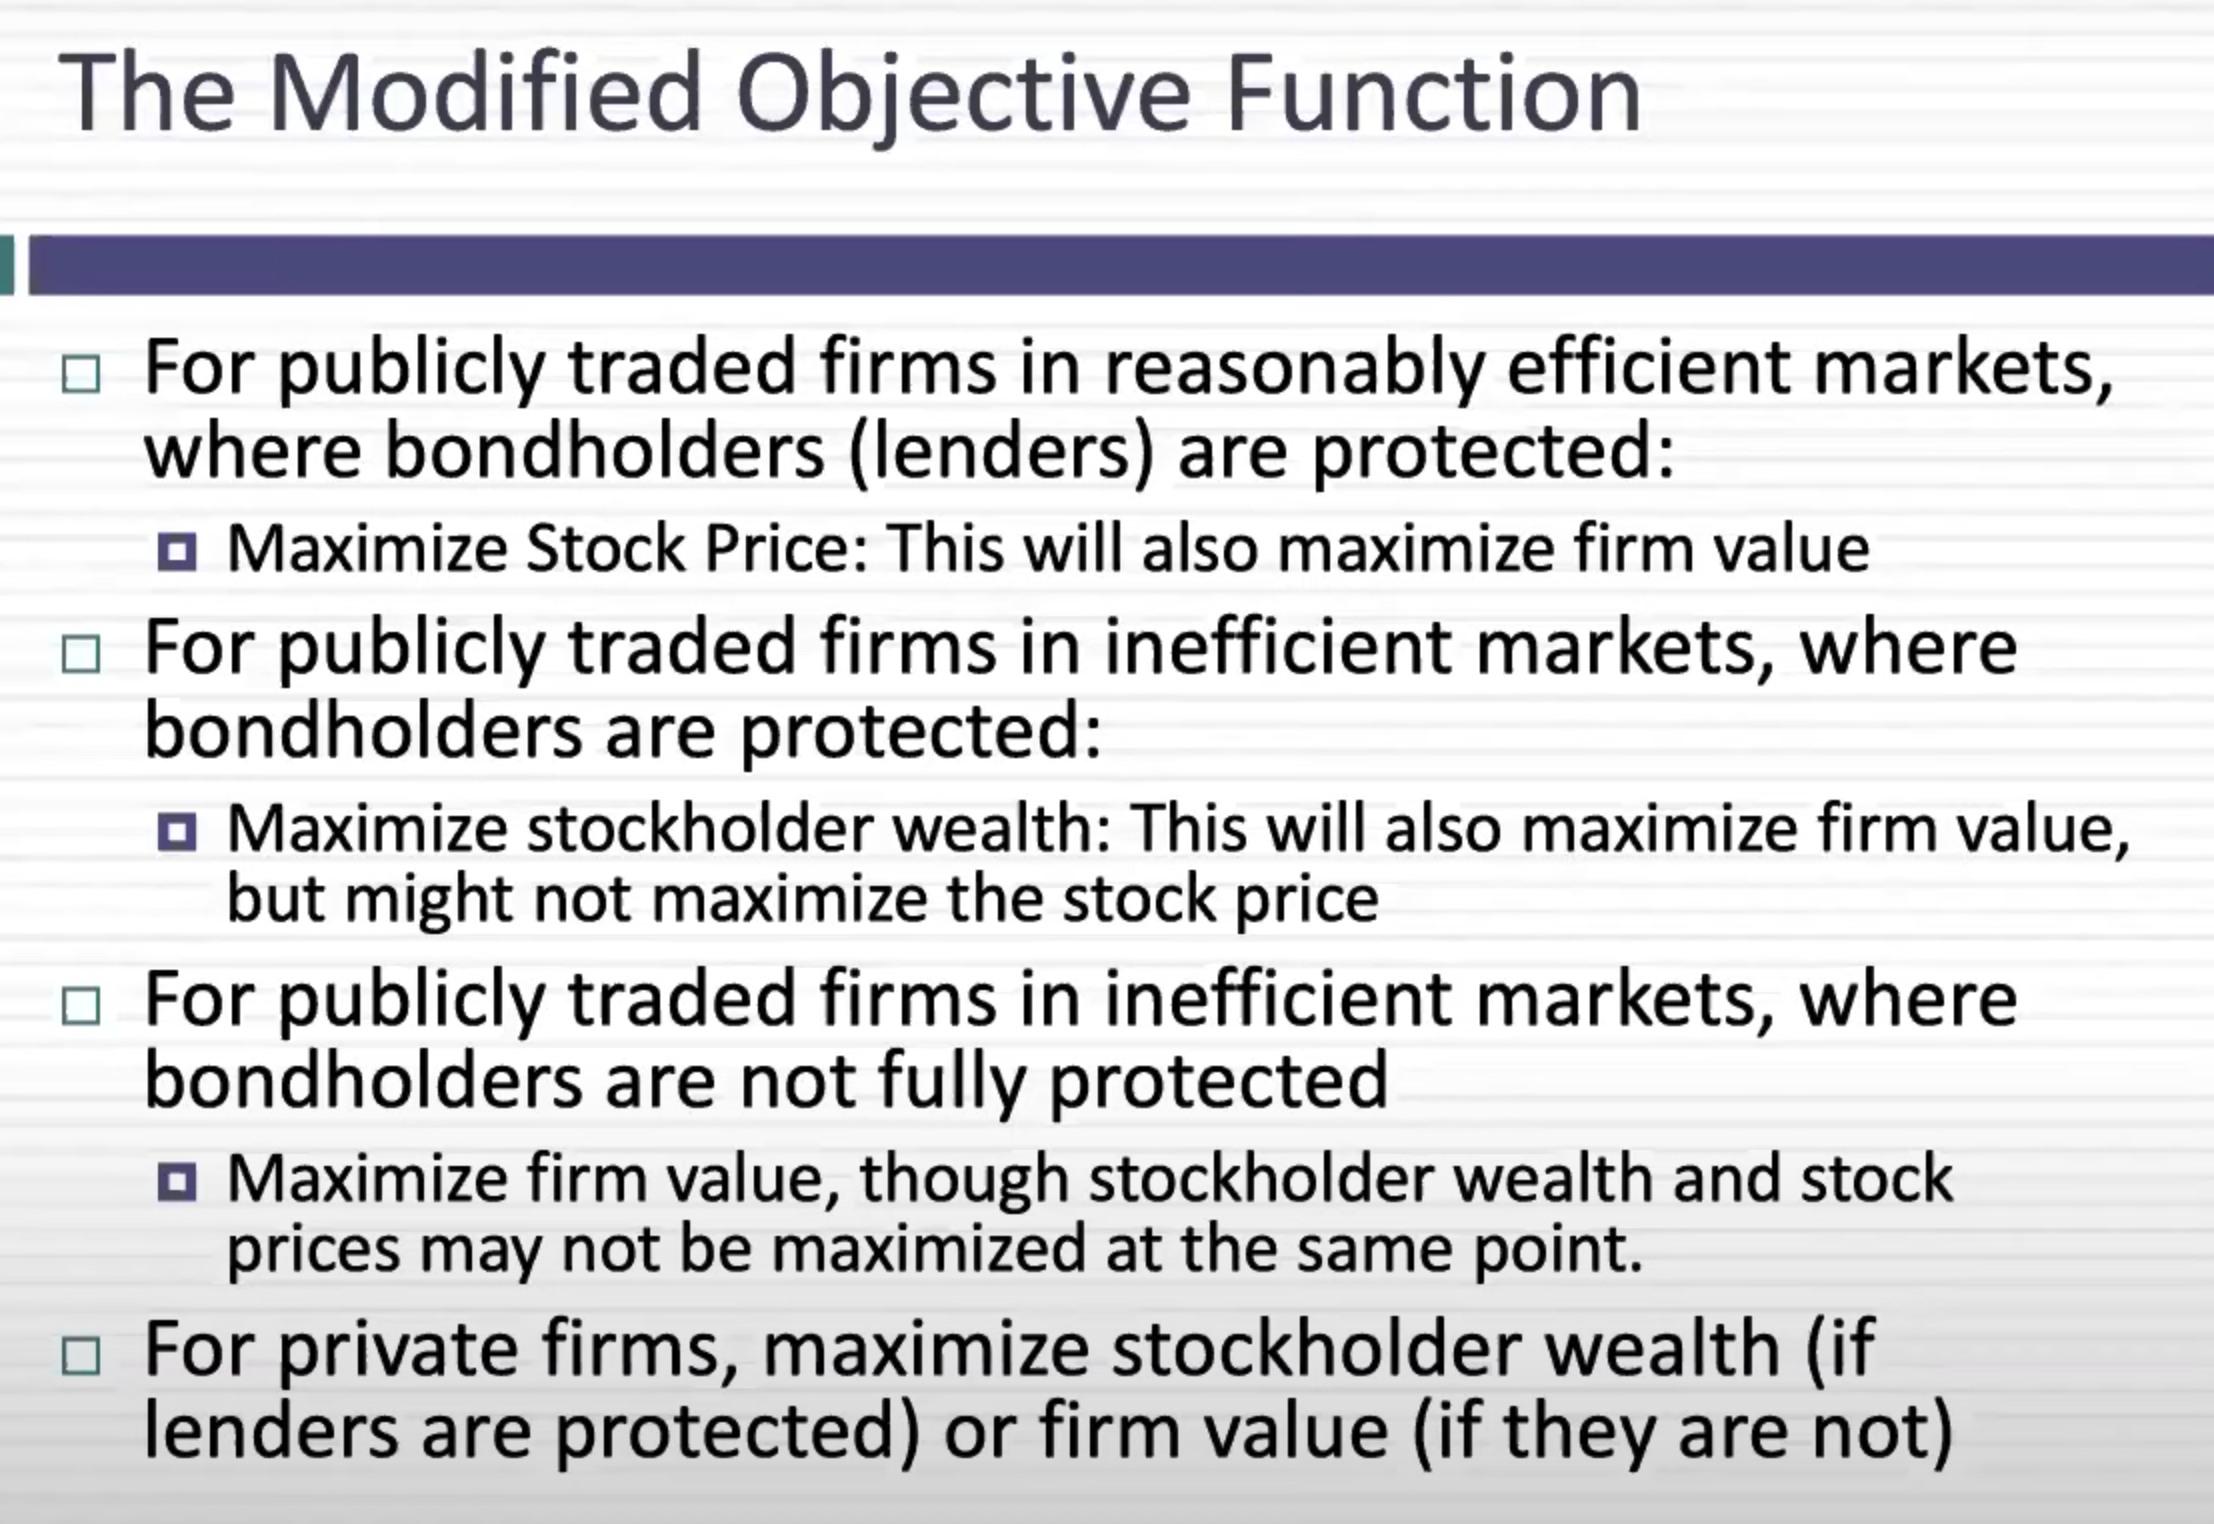 The Modified Objective Function
For publicly traded firms in reasonably efficient markets,
where bondholders (lenders) are protected:
Maximize Stock Price: This will also maximize firm value
For publicly traded firms in inefficient markets, where
bondholders are protected:
Maximize stockholder wealth: This will also maximize firm value,
but might not maximize the stock price
For publicly traded firms in inefficient markets, where
bondholders are not fully protected
Maximize firm value, though stockholder wealth and stock
prices may not be maximized at the same point.
For private firms, maximize stockholder wealth (if
lenders are protected) or firm value (if they are not)